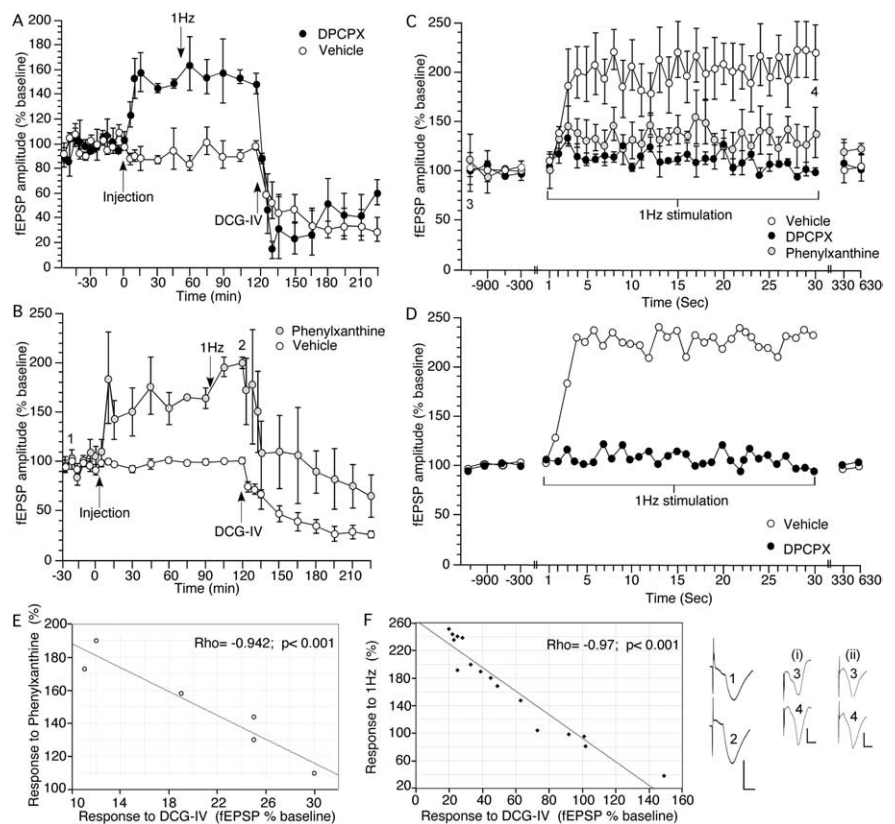 A
1Hz
DPCPX
Vehicle
fEPSP amplitude (% baseline)
200
180
160
140
120
100
80
60
40
20
0
Injection
DCG-IV
-30 0 30 60 90 120 150 180 210
Time (min)
B
Phenylxanthine
Vehicle
1Hz
2
1
fEPSP amplitude (% baseline)
250
200
150
100
50
0
Injection
DCG-IV
-30 0 30 60 90 120 150 180 210
Time (min)
C
fEPSP amplitude (% baseline)
250
200
150
100
50
0
3
4
1Hz stimulation
Vehicle
DPCPX
Phenylxanthine
-900 -300 1 5 10 15 20 25 30 330 630
Time (Sec)
D
fEPSP amplitude (% baseline)
250
200
150
100
50
0
1Hz stimulation
Vehicle
DPCPX
-900 -300 1 5 10 15 20 25 30 330 630
Time (Sec)
E
Rho= -0.942; p< 0.001
Response to Phenylxanthine (%)
200
180
160
140
120
100
10 14 18 22 26 30
Response to DCG-IV (fEPSP % baseline)
F
Rho= -0.97; p< 0.001
Response to 1Hz (%)
260
220
180
140
100
60
20
0 20 40 60 80 100 120 140 160
Response to DCG-IV (fEPSP % baseline)
(i) (ii)
1 3 3
2 4 4